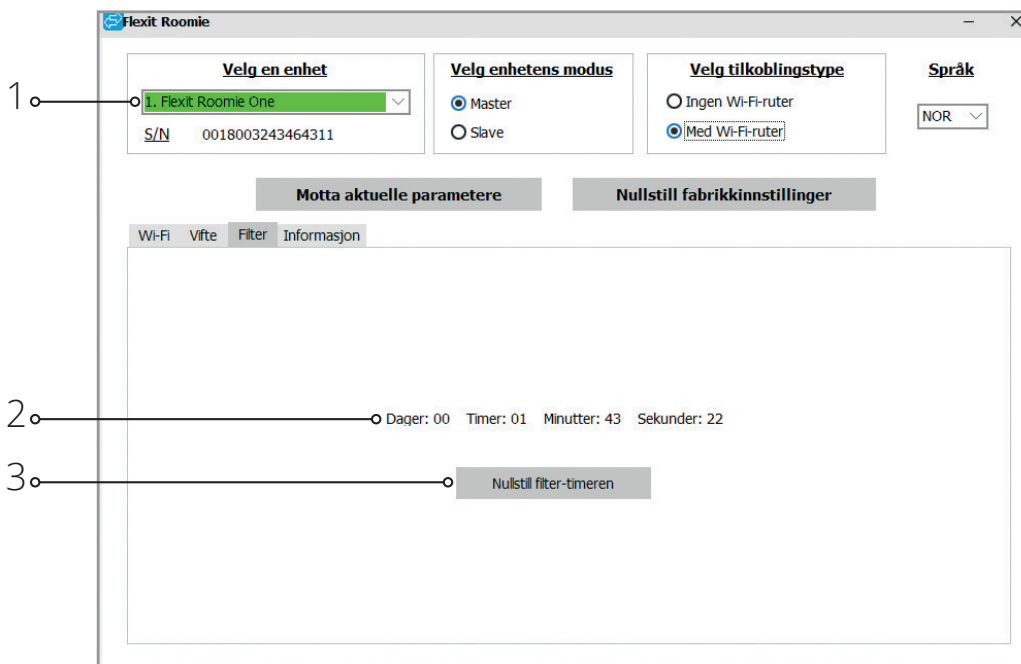 Flexit Roomie
Velg en enhet
Velg enhetens modus
Velg tilkoblingstype
Språk
1
1. Flexit Roomie One
Master
Ingen Wi-Fi-ruter
NOR
S/N 0018003243464311
Slave
Med Wi-Fi-ruter
Motta aktuelle parametere
Nullstill fabrikkinnstillinger
Wi-Fi Vifte Filter Informasjon
2
Dager: 00 Timer: 01 Minutter: 43 Sekunder: 22
3
Nullstill filter-timeren